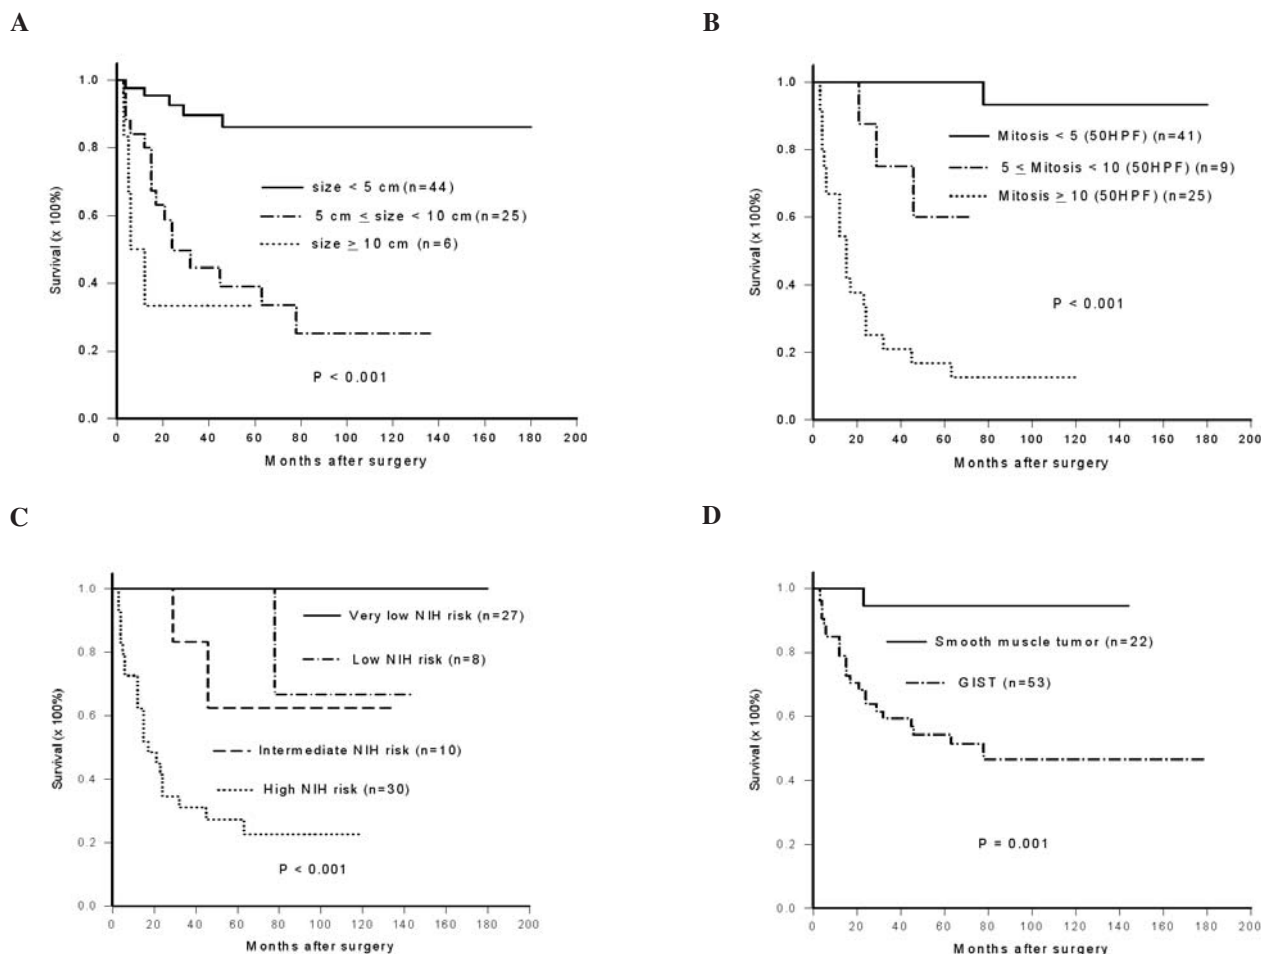 A
1.0
0.8
0.6
0.4
0.2
0.0
Survival (x 100%)
size < 5 cm (n=44)
5 cm ≤ size < 10 cm (n=25)
size ≥ 10 cm (n=6)
P < 0.001
0 20 40 60 80 100 120 140 160 180 200
Months after surgery
B
1.0
0.8
0.6
0.4
0.2
0.0
Survival (x 100%)
Mitosis < 5 (50HPF) (n=41)
5 ≤ Mitosis < 10 (50HPF) (n=9)
Mitosis ≥ 10 (50HPF) (n=25)
P < 0.001
0 20 40 60 80 100 120 140 160 180 200
Months after surgery
C
1.0
0.8
0.6
0.4
0.2
0.0
Survival (x 100%)
Very low NIH risk (n=27)
Low NIH risk (n=8)
Intermediate NIH risk (n=10)
High NIH risk (n=30)
P < 0.001
0 20 40 60 80 100 120 140 160 180 200
Months after surgery
D
1.0
0.8
0.6
0.4
0.2
0.0
Survival (x 100%)
Smooth muscle tumor (n=22)
GIST (n=53)
P = 0.001
0 20 40 60 80 100 120 140 160 180 200
Months after surgery